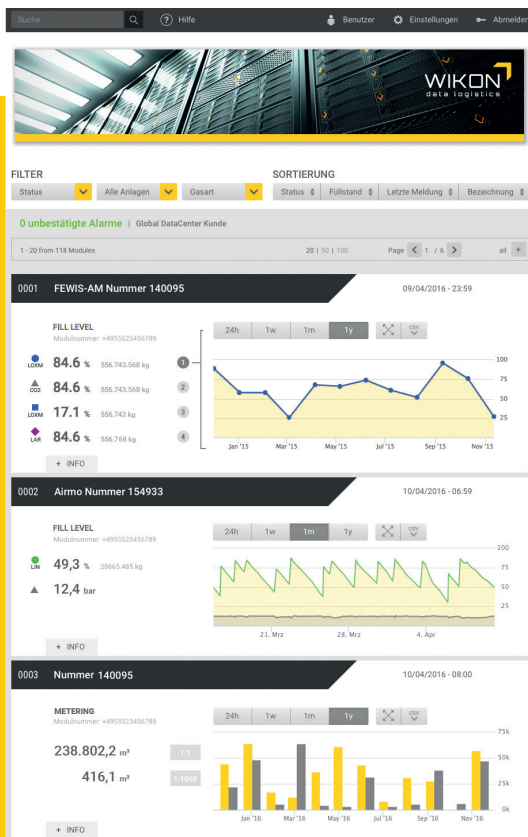 Suche
Hilfe
Benutzer
Einstellungen
Abmelden
WIKON
data logistics
FILTER
Status
Alle Anlagen
Gasart
SORTIERUNG
Status
Füllstand
Letzte Meldung
Bezeichnung
0 unbestätigte Alarme | Global DataCenter Kunde
1 - 20 from 118 Modules
20 | 50 | 100
Page 1 / 6
all +
0001 FEWIS-AM Nummer 140095
09/04/2016 - 23:59
FILL LEVEL
Modulnummer: +4955523456789
24h 1w 1m 1y
CSV
LOXM 84.6 % 556.743.568 kg 1
CO2 84.6 % 556.743.568 kg 2
LOXM 17.1 % 556.743 kg 3
LAR 84.6 % 556.768 kg 4
100
75
50
25
Jan '15 Mar '15 May '15 Jul '15 Sep '15 Nov '15
+ INFO
0002 Airmo Nummer 154933
10/04/2016 - 06:59
FILL LEVEL
Modulnummer: +4955523456789
24h 1w 1m 1y
CSV
LIN 49,3 % 28665.485 kg
12,4 bar
100
75
50
25
21. Mrz 28. Mrz 4. Apr
+ INFO
0003 Nummer 140095
10/04/2016 - 08:00
METERING
Modulnummer: +4955523456789
24h 1w 1m 1y
CSV
238.802,2 m³ 1:1
416,1 m³ 1:1000
75k
50k
25k
0k
Jan '16 Mar '16 May '16 Jul '16 Sep '16 Nov '16
+ INFO